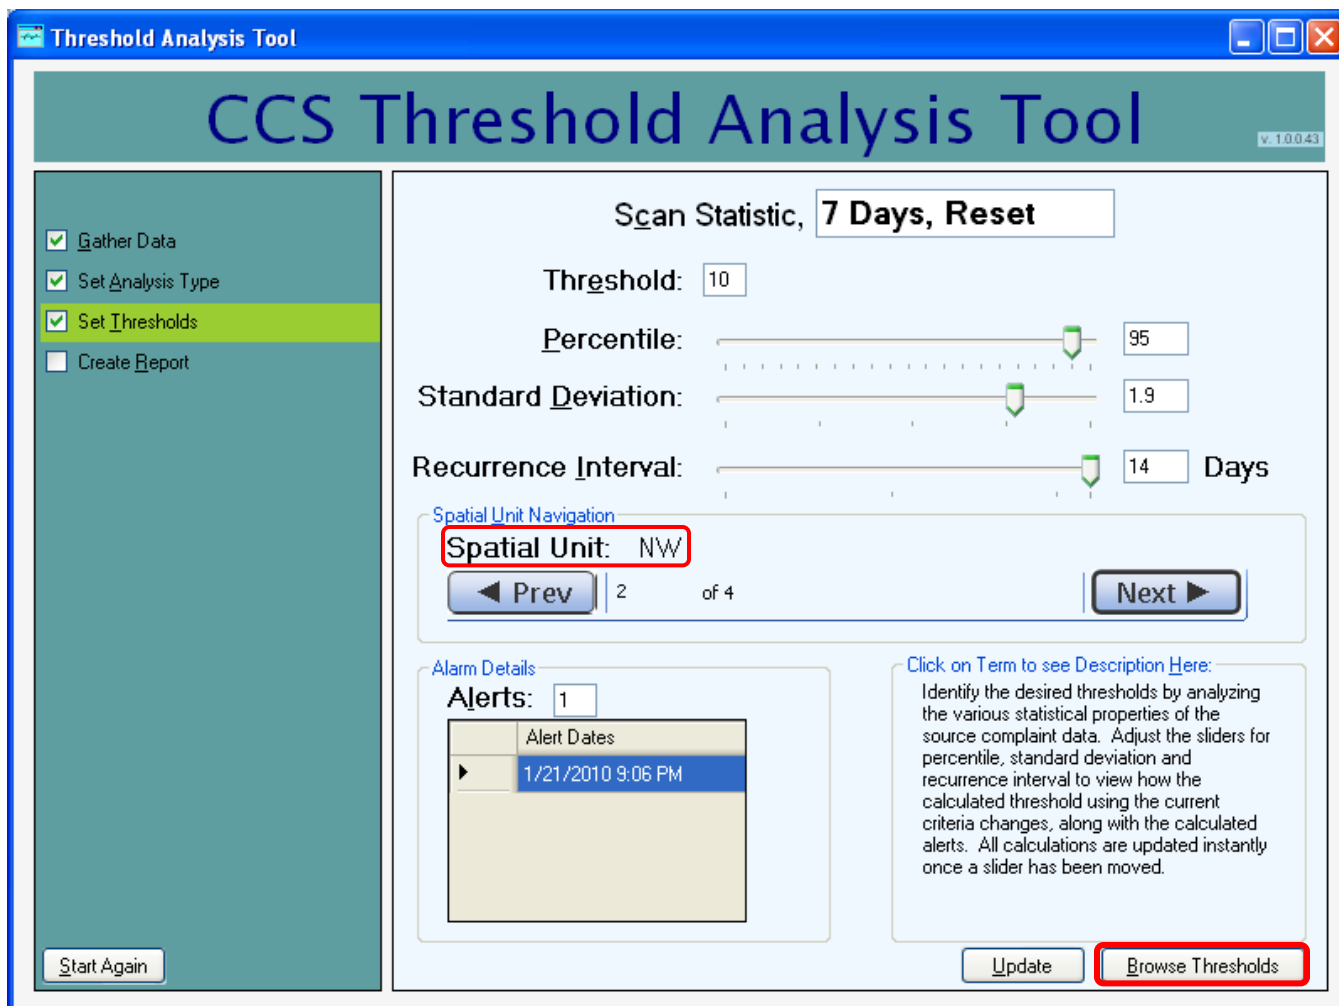 Threshold Analysis Tool
CCS Threshold Analysis Tool
v. 1.0.0.43
Gather Data
Set Analysis Type
Set Thresholds
Create Report
Start Again
Scan Statistic, 7 Days, Reset
Threshold: 10
Percentile: 95
Standard Deviation: 1.9
Recurrence Interval: 14 Days
Spatial Unit Navigation
Spatial Unit: NW
Prev 2 of 4 Next
Alarm Details
Alerts: 1
Alert Dates
1/21/2010 9:06 PM
Click on Term to see Description Here:
Identify the desired thresholds by analyzing
the various statistical properties of the
source complaint data. Adjust the sliders for
percentile, standard deviation and
recurrence interval to view how the
calculated threshold using the current
criteria changes, along with the calculated
alerts. All calculations are updated instantly
once a slider has been moved.
Update
Browse Thresholds